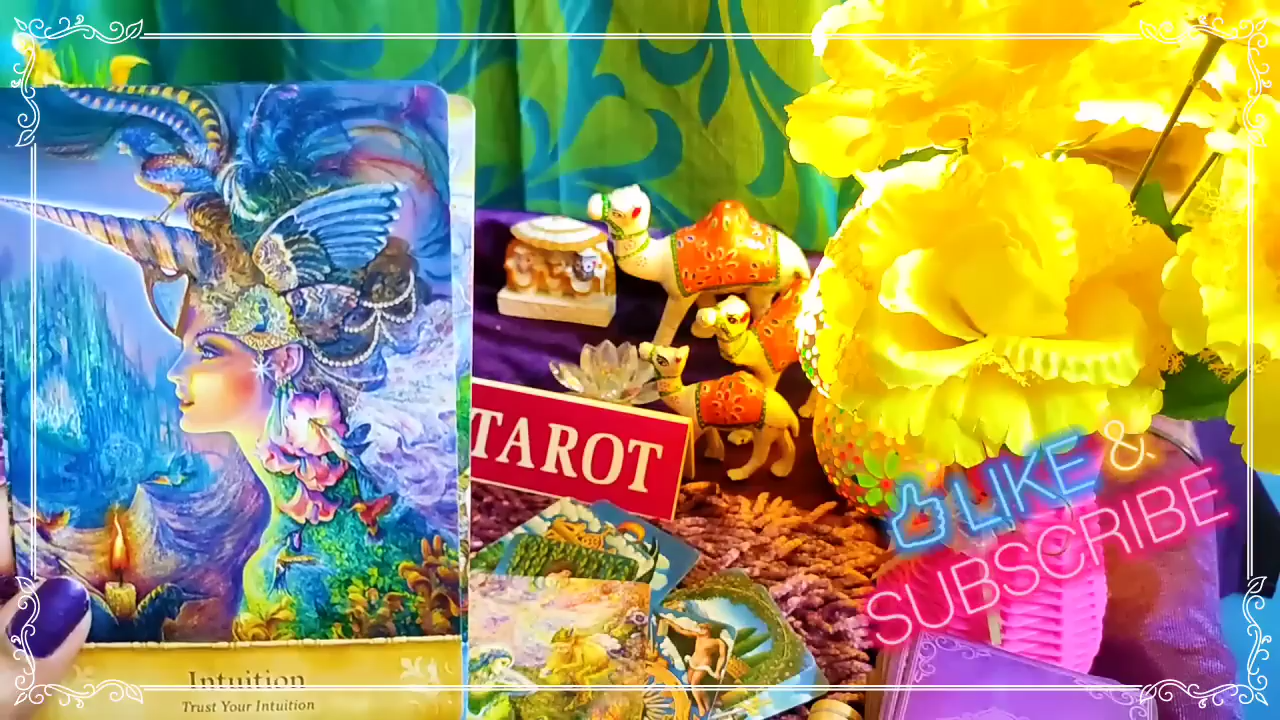 Intuition
Trust Your Intuition
TAROT
LIKE &
SUBSCRIBE